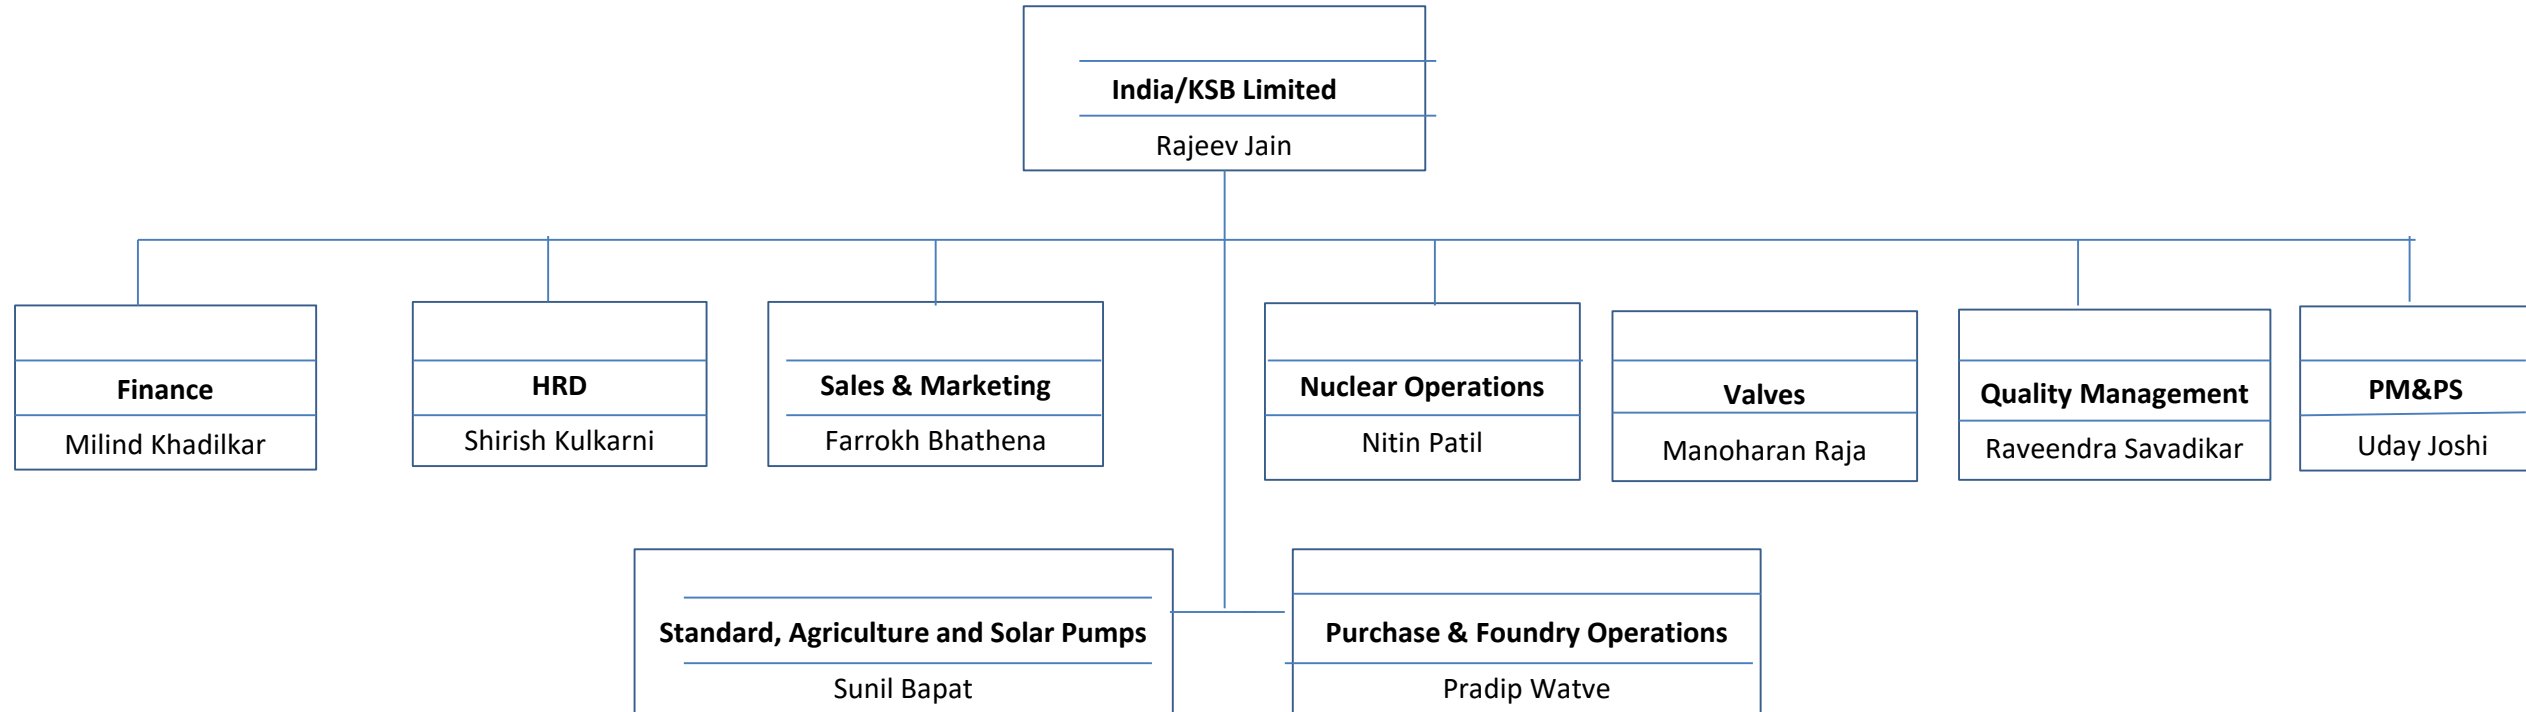 India/KSB Limited
Rajeev Jain
Finance
Milind Khadilkar
HRD
Shirish Kulkarni
Sales & Marketing
Farrokh Bhathena
Nuclear Operations
Nitin Patil
Valves
Manoharan Raja
Quality Management
Raveendra Savadikar
PM&PS
Uday Joshi
Standard, Agriculture and Solar Pumps
Sunil Bapat
Purchase & Foundry Operations
Pradip Watve